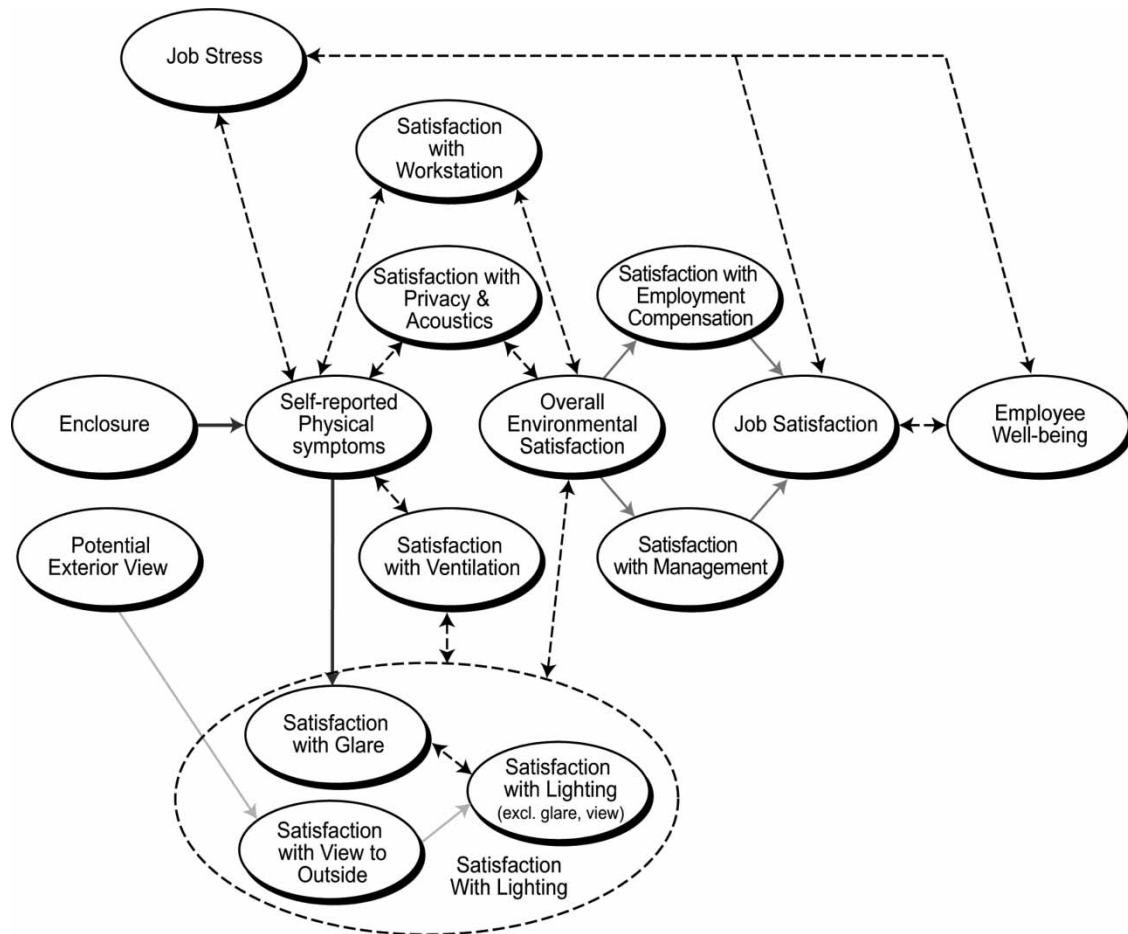 Job Stress
Satisfaction
with
Workstation
Satisfaction with
Privacy &
Acoustics
Satisfaction with
Employment
Compensation
Enclosure
Self-reported
Physical
symptoms
Overall
Environmental
Satisfaction
Job Satisfaction
Employee
Well-being
Potential
Exterior View
Satisfaction
with Ventilation
Satisfaction
with Management
Satisfaction
with Glare
Satisfaction
with Lighting
(excl. glare, view)
Satisfaction
with View to
Outside
Satisfaction
With Lighting